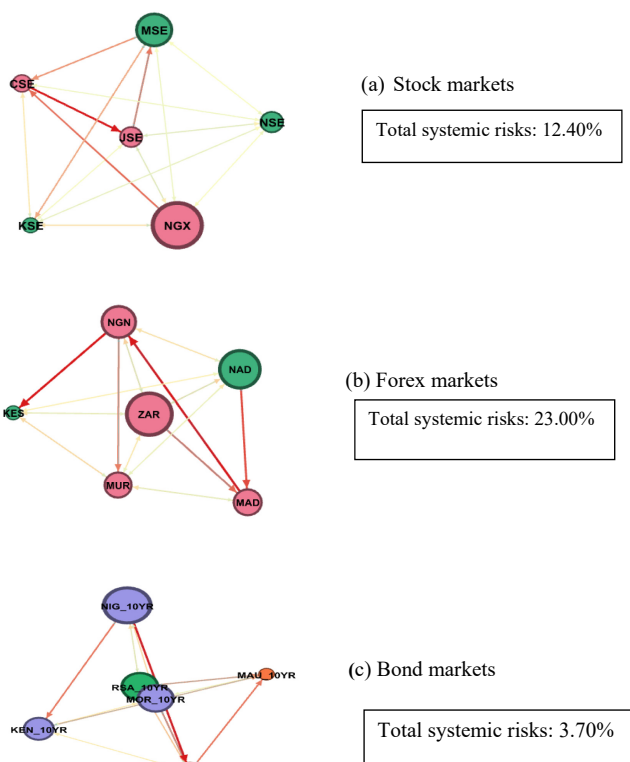 MSE
CSE
JSE
NSE
KSE
NGX
(a) Stock markets
Total systemic risks: 12.40%
NGN
NAD
KES
ZAR
MUR
MAD
(b) Forex markets
Total systemic risks: 23.00%
NIG_10YR
MAU_10YR
RSA_10YR
MOR_10YR
KEN_10YR
(c) Bond markets
Total systemic risks: 3.70%